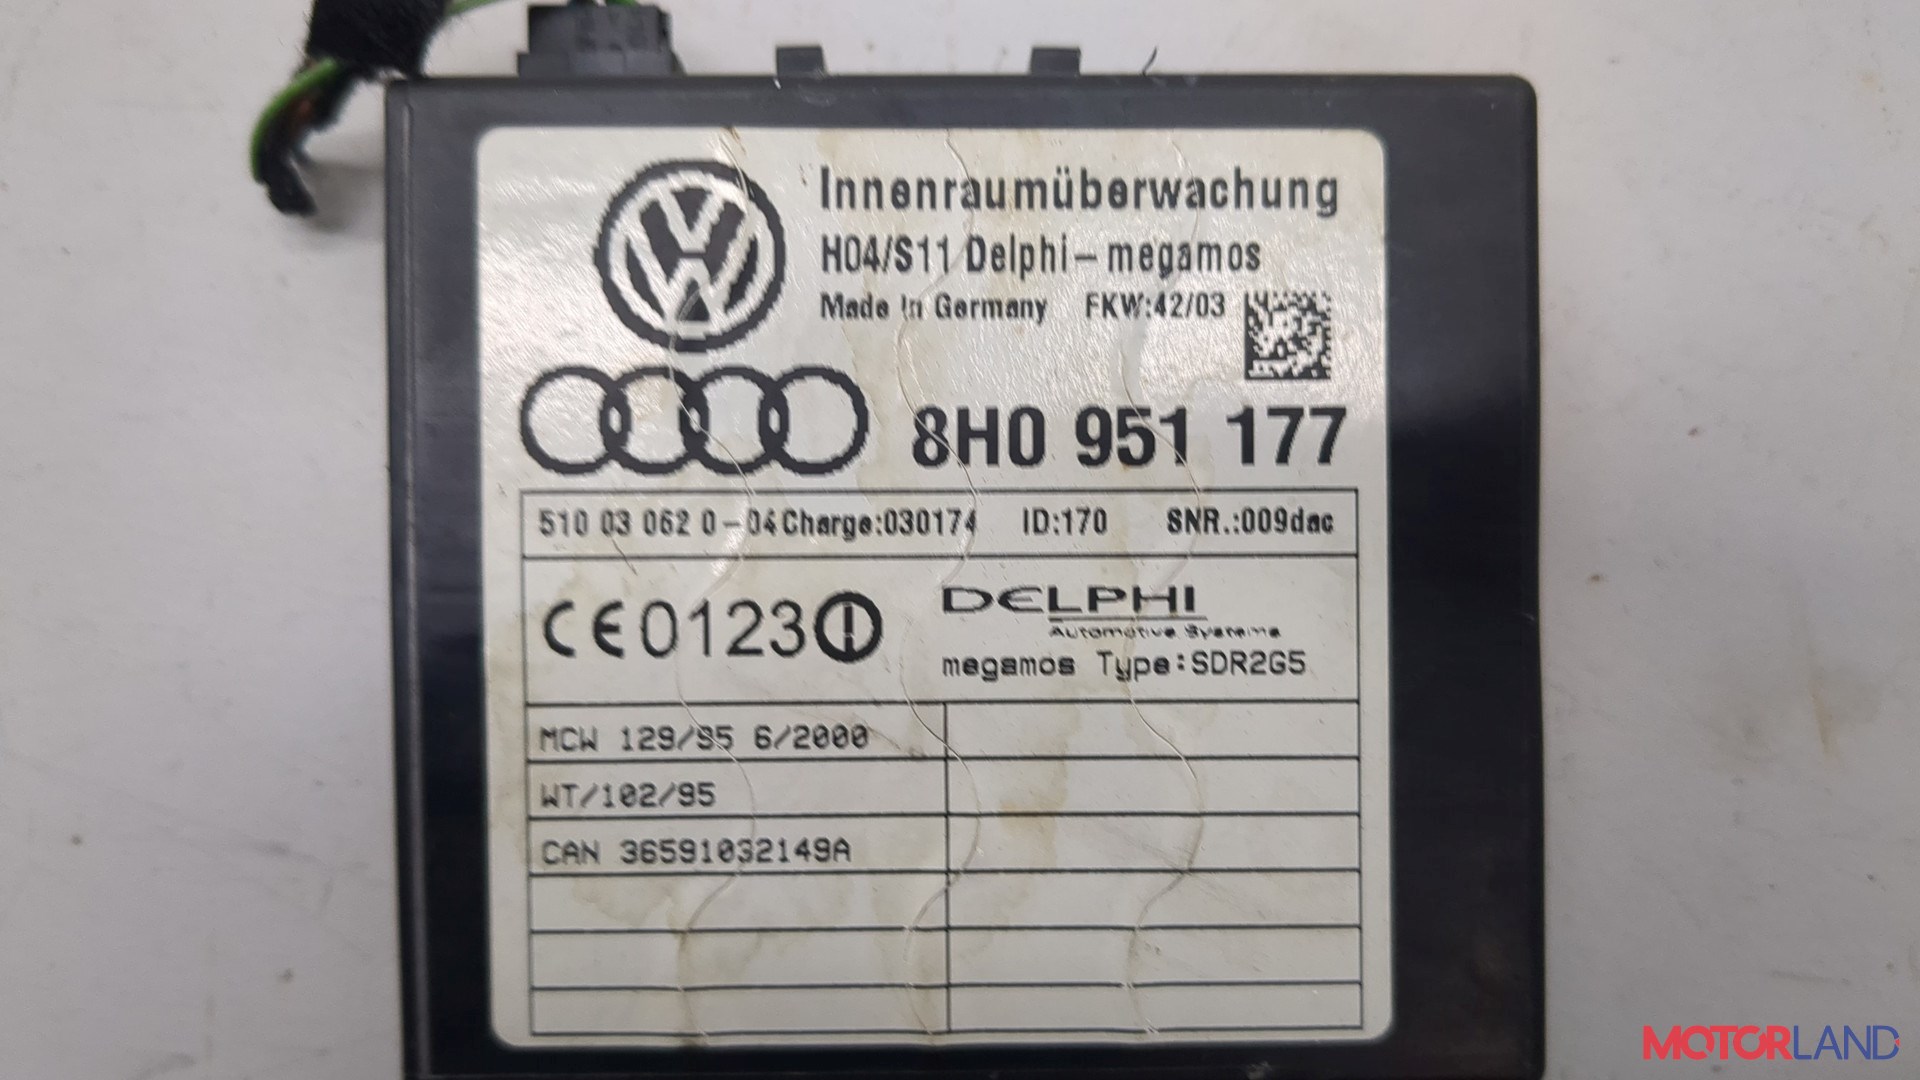 Innenraumüberwachung
H04/S11 Delphi-megamos
Made in Germany FKW:42/03
8H0 951 177
510 03 062 0-04 Charge:030174 ID:170 SNR.:009dac
CE0123
DELPHI
Automotive Systems
megamos Type:SDR2G5
MCW 129/95 6/2000
WT/102/95
CAN 36591032149A
MOTORLAND